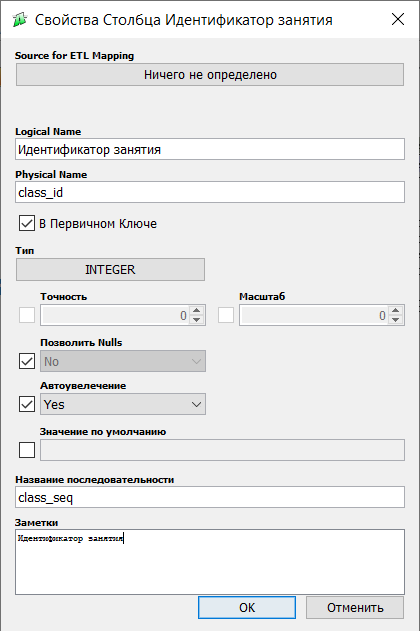 Свойства Столбца Идентификатор занятия
Source for ETL Mapping
Ничего не определено
Logical Name
Идентификатор занятия
Physical Name
class_id
В Первичном Ключе
Тип
INTEGER
Точность Масштаб
0 0
Позволить Nulls
No
Автоувелечение
Yes
Значение по умолчанию
Название последовательности
class_seq
Заметки
Идентификатор занятия
OK Отменить